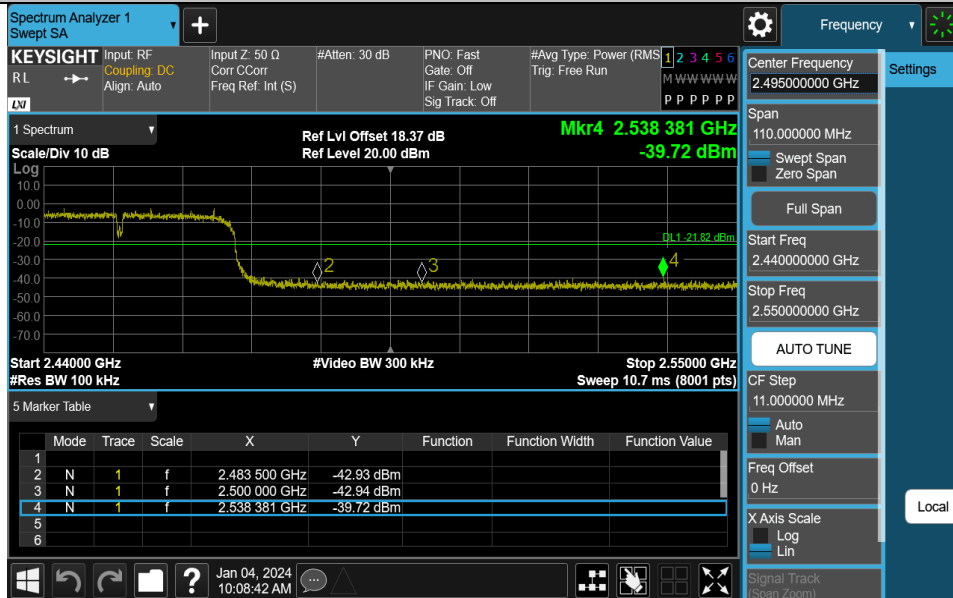 Spectrum Analyzer 1
Swept SA
Frequency
KEYSIGHT
RL
LXI
Input: RF
Coupling: DC
Align: Auto
Input Z: 50 Ω
Corr CCorr
Freq Ref: Int (S)
#Atten: 30 dB
PNO: Fast
Gate: Off
IF Gain: Low
Sig Track: Off
#Avg Type: Power (RMS
Trig: Free Run
1 2 3 4 5 6
M W W W W W
P P P P P P
1 Spectrum
Scale/Div 10 dB
Ref Lvl Offset 18.37 dB
Ref Level 20.00 dBm
Mkr4 2.538 381 GHz
-39.72 dBm
Log
10.0
0.00
-10.0
-20.0
-30.0
-40.0
-50.0
-60.0
-70.0
DL1 -21.82 dBm
2
3
4
Start 2.44000 GHz
#Res BW 100 kHz
#Video BW 300 kHz
Stop 2.55000 GHz
Sweep 10.7 ms (8001 pts)
5 Marker Table
Mode Trace Scale X Y Function Function Width Function Value
1
2 N 1 f 2.483 500 GHz -42.93 dBm
3 N 1 f 2.500 000 GHz -42.94 dBm
4 N 1 f 2.538 381 GHz -39.72 dBm
5
6
Jan 04, 2024
10:08:42 AM
Center Frequency
2.495000000 GHz
Span
110.000000 MHz
Swept Span
Zero Span
Full Span
Start Freq
2.440000000 GHz
Stop Freq
2.550000000 GHz
AUTO TUNE
CF Step
11.000000 MHz
Auto
Man
Freq Offset
0 Hz
X Axis Scale
Log
Lin
Signal Track
(Span Zoom)
Settings
Local